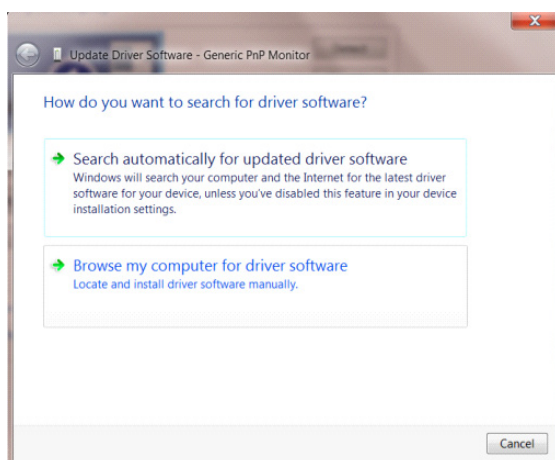 Update Driver Software - Generic PnP Monitor
How do you want to search for driver software?
Search automatically for updated driver software
Windows will search your computer and the Internet for the latest driver
software for your device, unless you've disabled this feature in your device
installation settings.
Browse my computer for driver software
Locate and install driver software manually.
Cancel